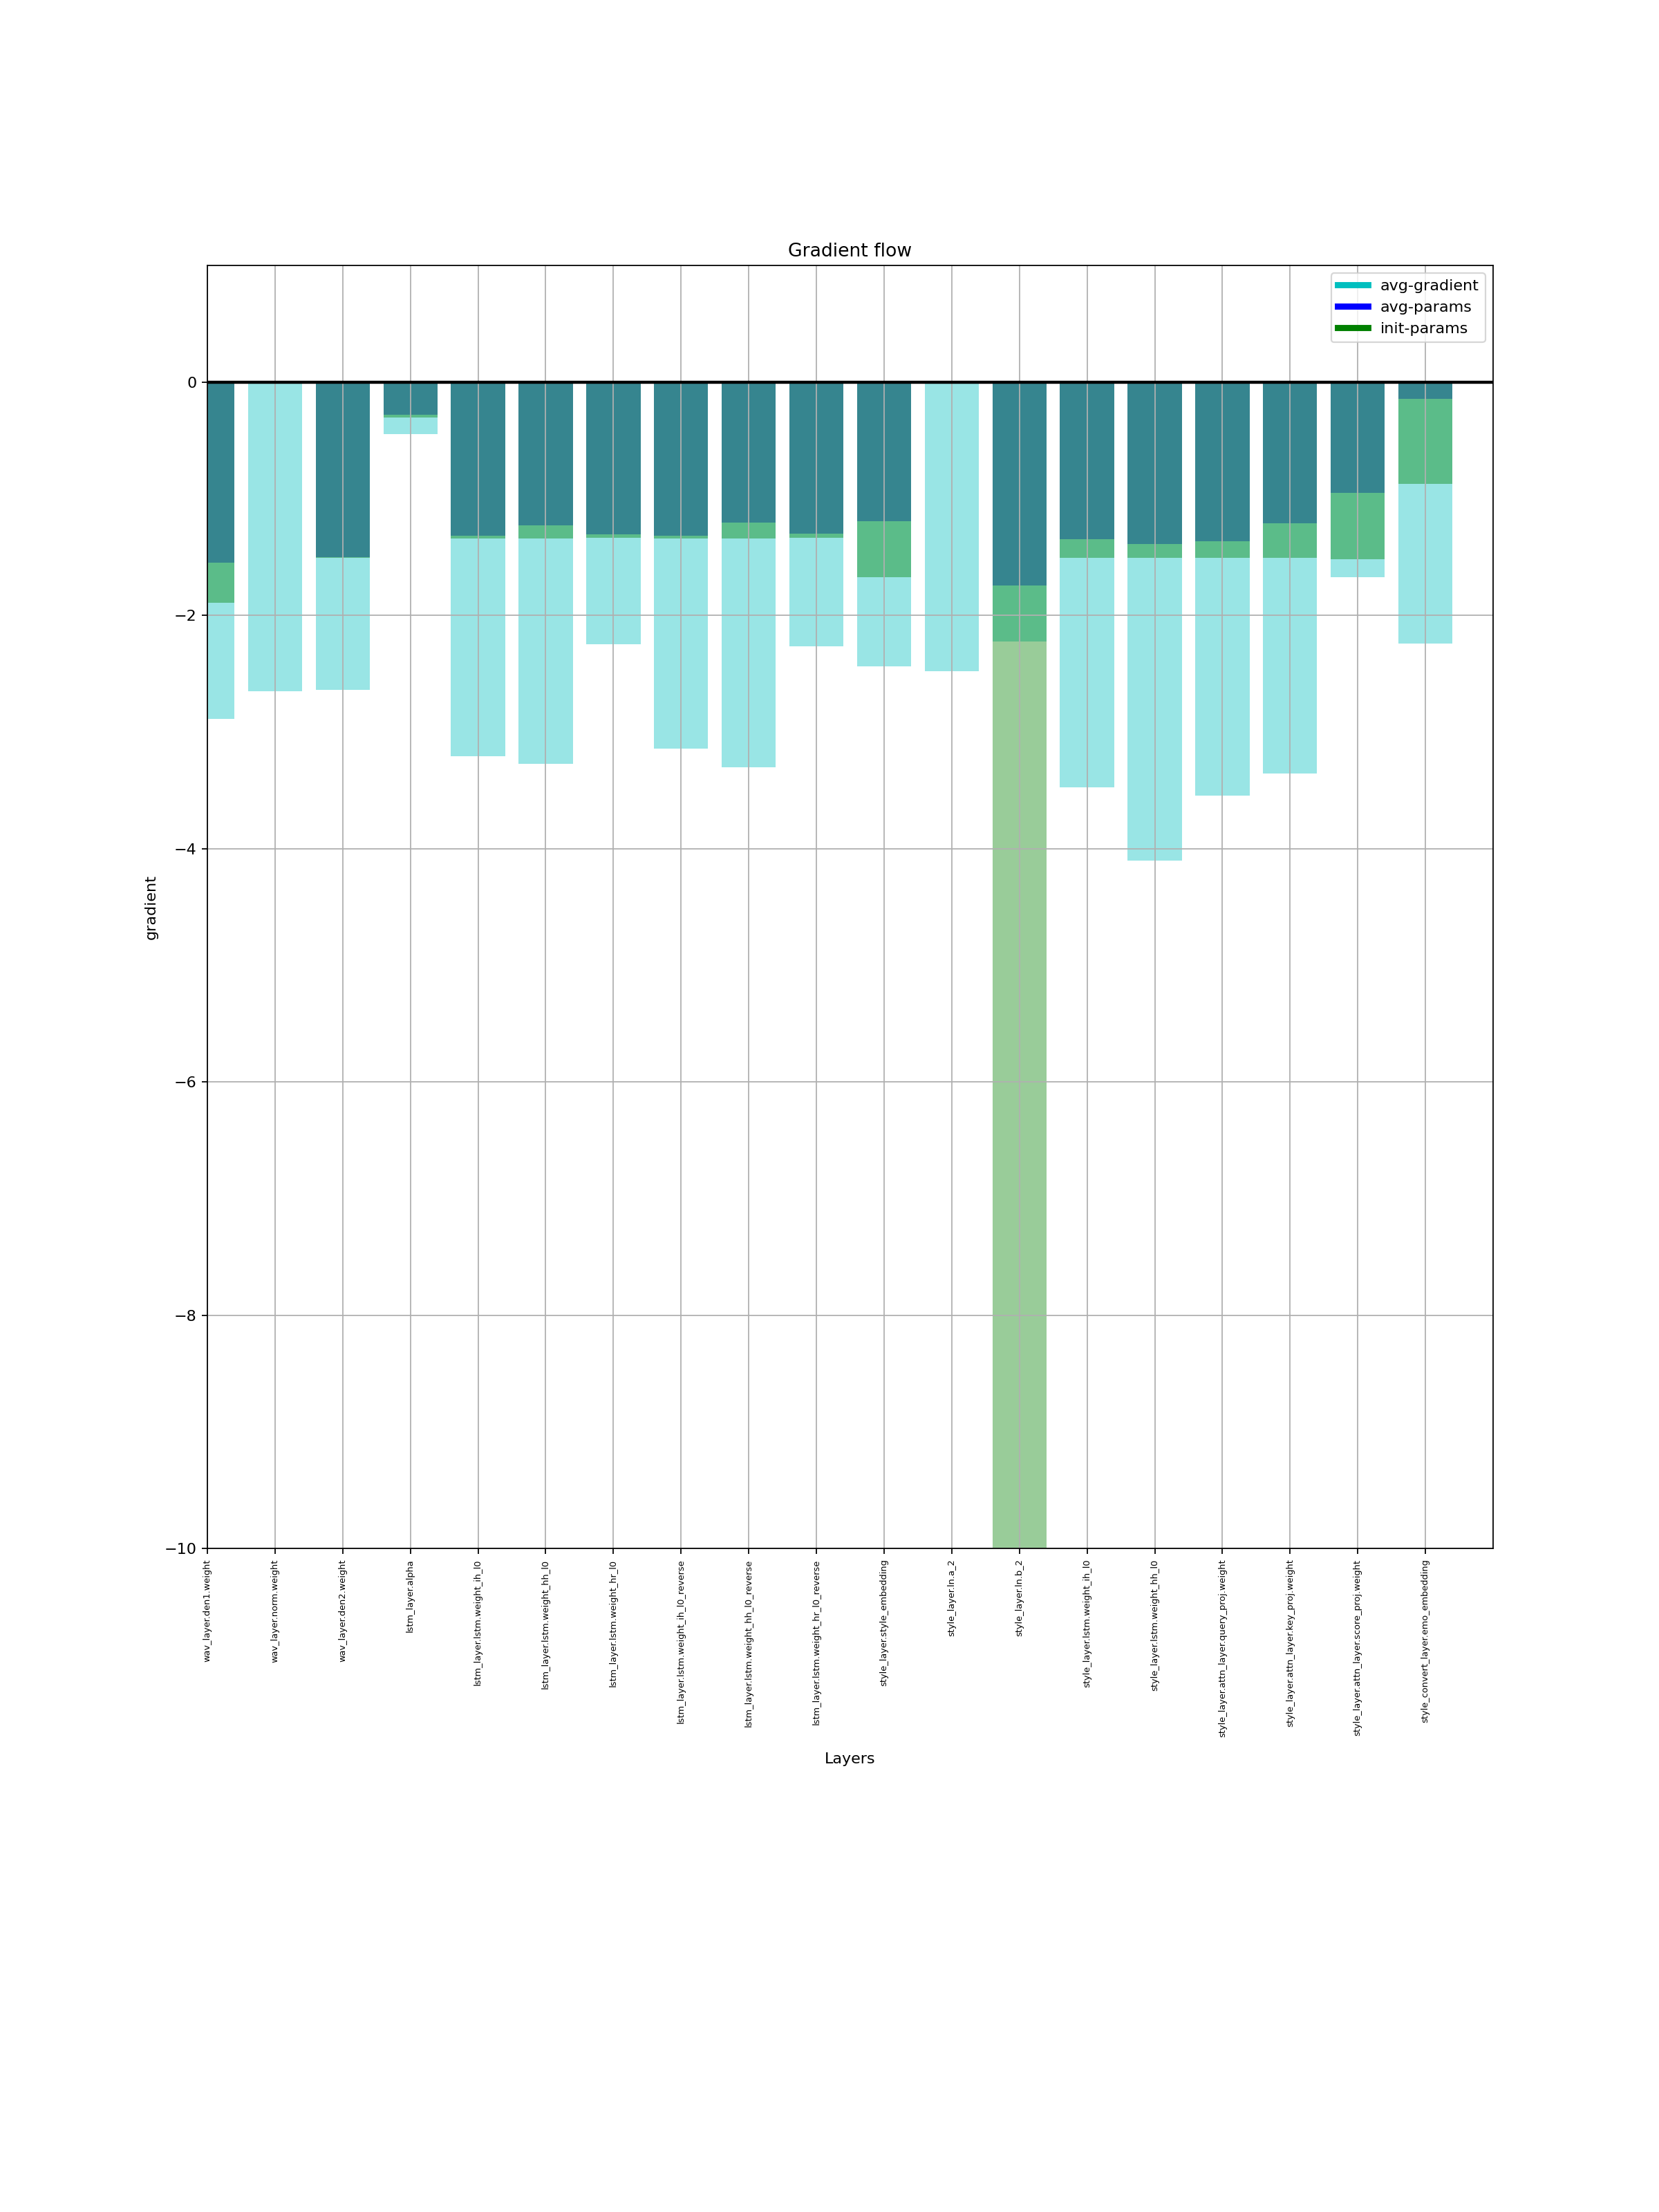 Gradient flow
avg-gradient
avg-params
init-params
0
−2
−4
−6
−8
−10
gradient
wav_layer.den1.weight
wav_layer.norm.weight
wav_layer.den2.weight
lstm_layer.alpha
lstm_layer.lstm.weight_ih_l0
lstm_layer.lstm.weight_hh_l0
lstm_layer.lstm.weight_hr_l0
lstm_layer.lstm.weight_ih_l0_reverse
lstm_layer.lstm.weight_hh_l0_reverse
lstm_layer.lstm.weight_hr_l0_reverse
style_layer.style_embedding
style_layer.ln.a_2
style_layer.ln.b_2
style_layer.lstm.weight_ih_l0
style_layer.lstm.weight_hh_l0
style_layer.attn_layer.query_proj.weight
style_layer.attn_layer.key_proj.weight
style_layer.attn_layer.score_proj.weight
style_convert_layer.emo_embedding
Layers